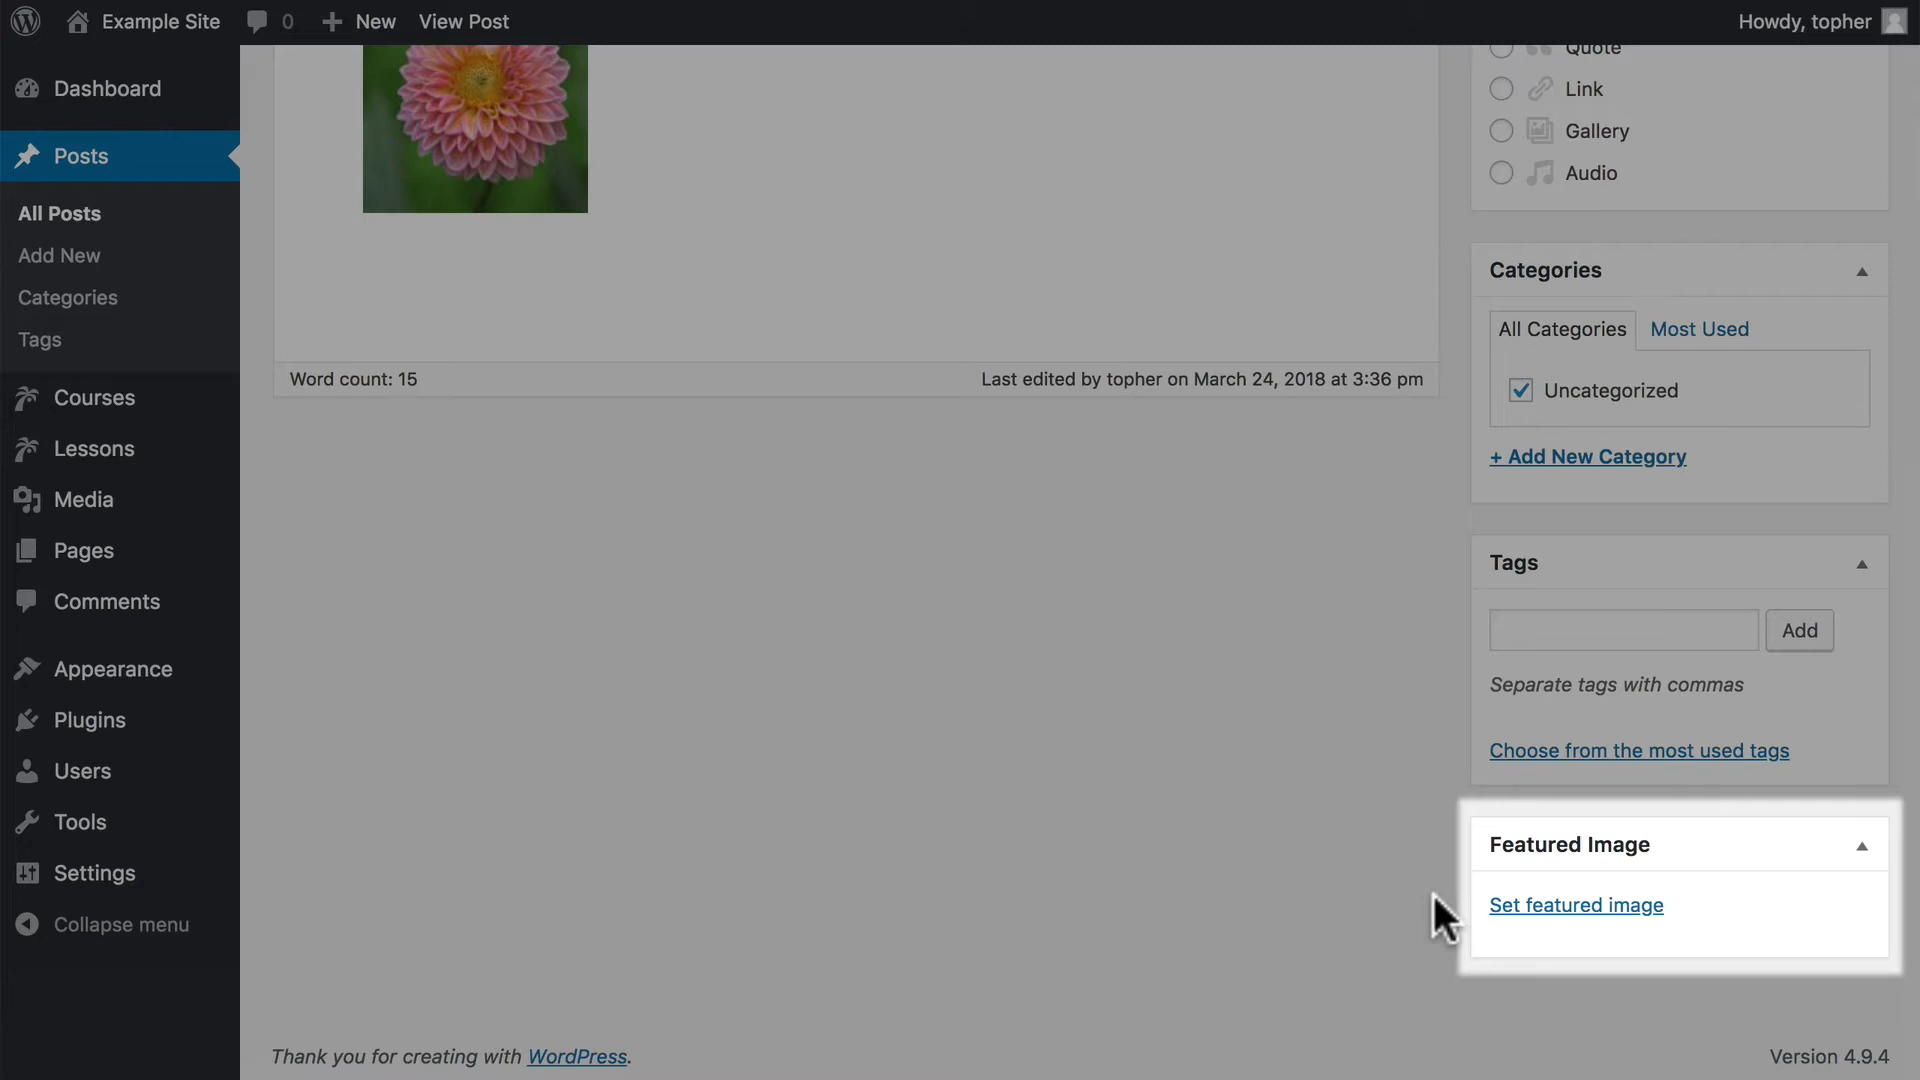 Example Site
0
New
View Post
Howdy, topher
Dashboard
Posts
All Posts
Add New
Categories
Tags
Courses
Lessons
Media
Pages
Comments
Appearance
Plugins
Users
Tools
Settings
Collapse menu
Word count: 15
Last edited by topher on March 24, 2018 at 3:36 pm
Quote
Link
Gallery
Audio
Categories
All Categories
Most Used
Uncategorized
+ Add New Category
Tags
Add
Separate tags with commas
Choose from the most used tags
Featured Image
Set featured image
Thank you for creating with WordPress.
Version 4.9.4